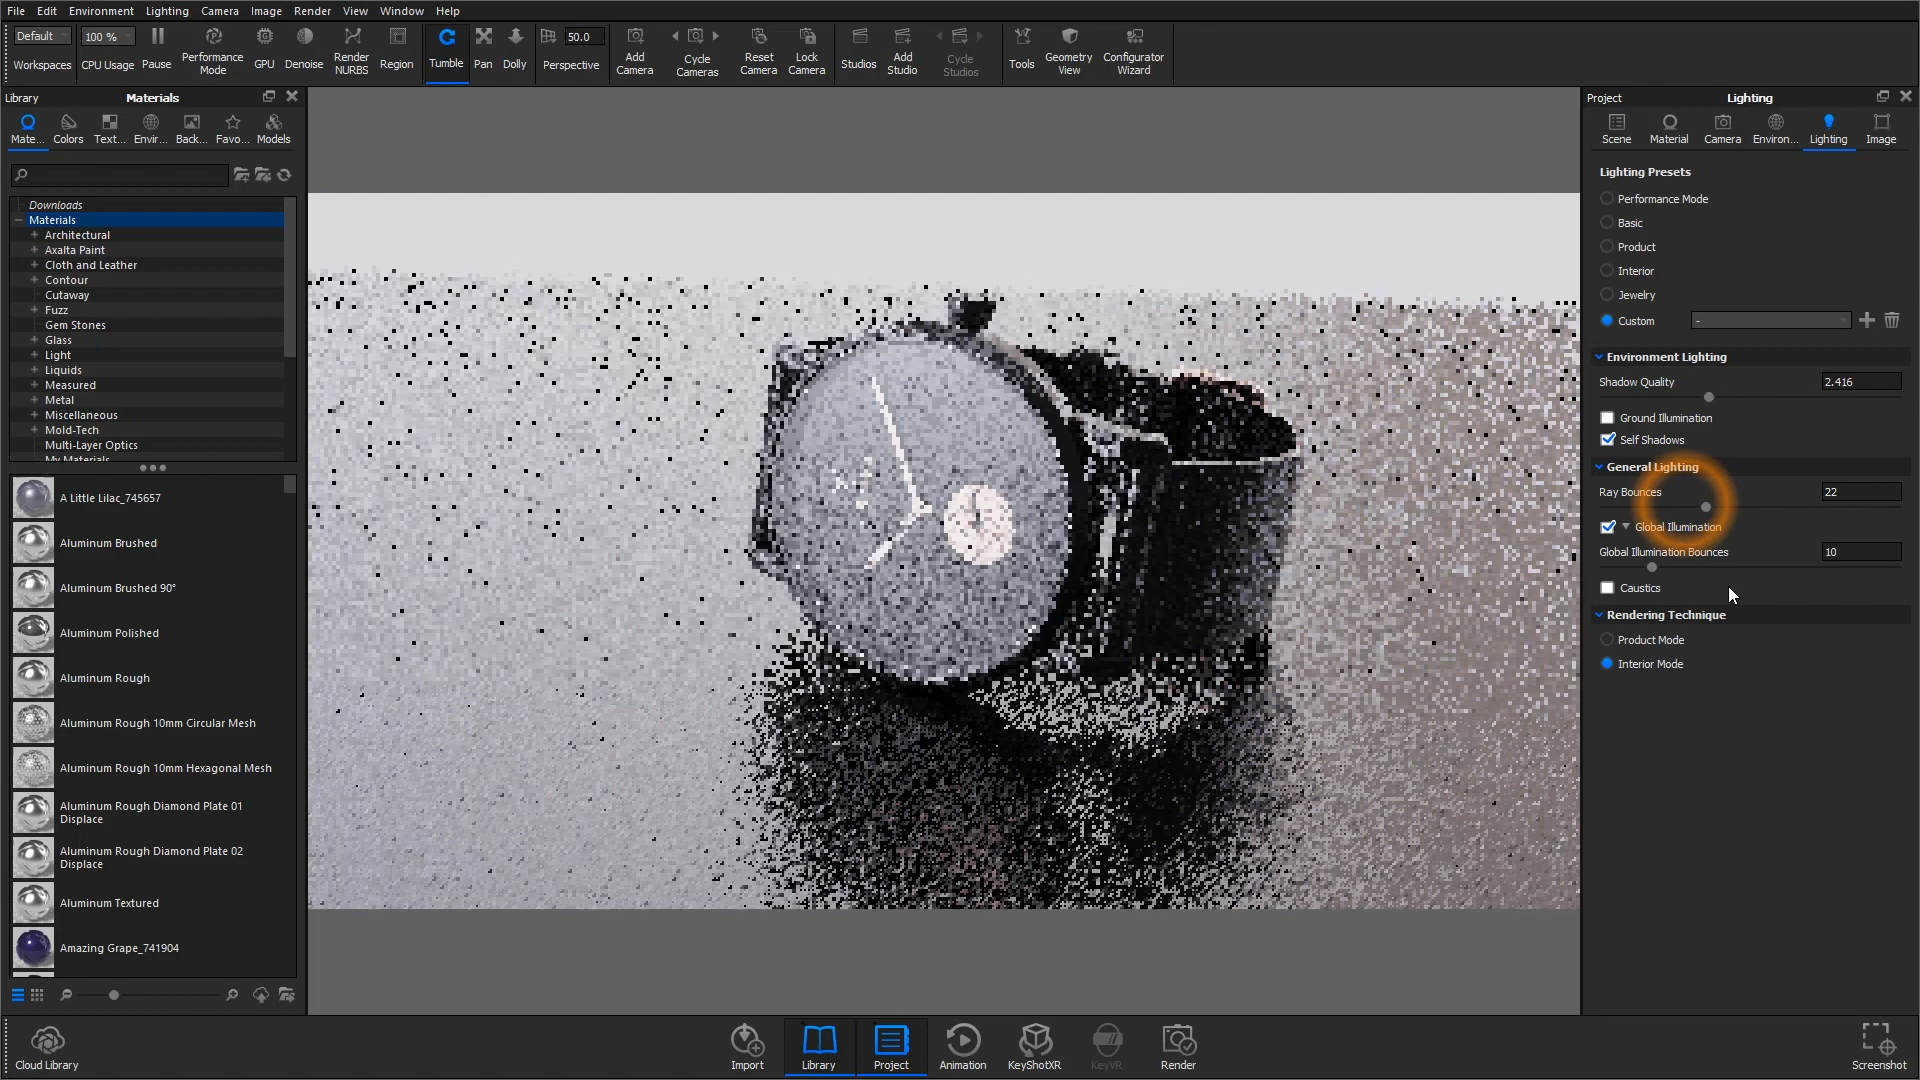 File Edit Environment Lighting Camera Image Render View Window Help
Default
Workspaces
100 %
CPU Usage
Pause
Performance
Mode
GPU
Denoise
Render
NURBS
Region
Tumble
Pan
Dolly
50.0
Perspective
Add
Camera
Cycle
Cameras
Reset
Camera
Lock
Camera
Studios
Add
Studio
Cycle
Studios
Tools
Geometry
View
Configurator
Wizard
Library
Materials
Mate... Colors Text... Envir... Back... Favo... Models
Downloads
Materials
Architectural
Axalta Paint
Cloth and Leather
Contour
Cutaway
Fuzz
Gem Stones
Glass
Light
Liquids
Measured
Metal
Miscellaneous
Mold-Tech
Multi-Layer Optics
My Materials
A Little Lilac_745657
Aluminum Brushed
Aluminum Brushed 90°
Aluminum Polished
Aluminum Rough
Aluminum Rough 10mm Circular Mesh
Aluminum Rough 10mm Hexagonal Mesh
Aluminum Rough Diamond Plate 01
Displace
Aluminum Rough Diamond Plate 02
Displace
Aluminum Textured
Amazing Grape_741904
Project
Lighting
Scene Material Camera Environ... Lighting Image
Lighting Presets
Performance Mode
Basic
Product
Interior
Jewelry
Custom -
Environment Lighting
Shadow Quality 2.416
Ground Illumination
Self Shadows
General Lighting
Ray Bounces 22
Global Illumination
Global Illumination Bounces 10
Caustics
Rendering Technique
Product Mode
Interior Mode
Cloud Library
Import
Library
Project
Animation
KeyShotXR
KeyVR
Render
Screenshot